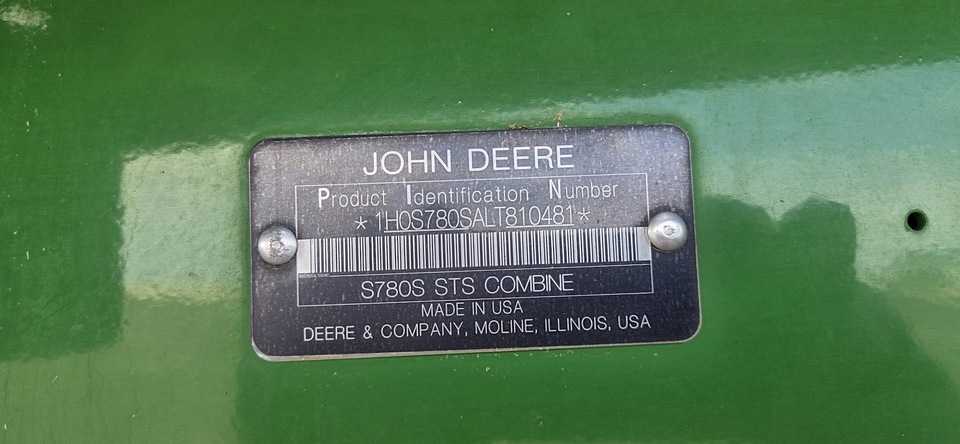 JOHN DEERE
Product Identification Number
*1H0S780SALT810481*
S780S STS COMBINE
MADE IN USA
DEERE & COMPANY, MOLINE, ILLINOIS, USA